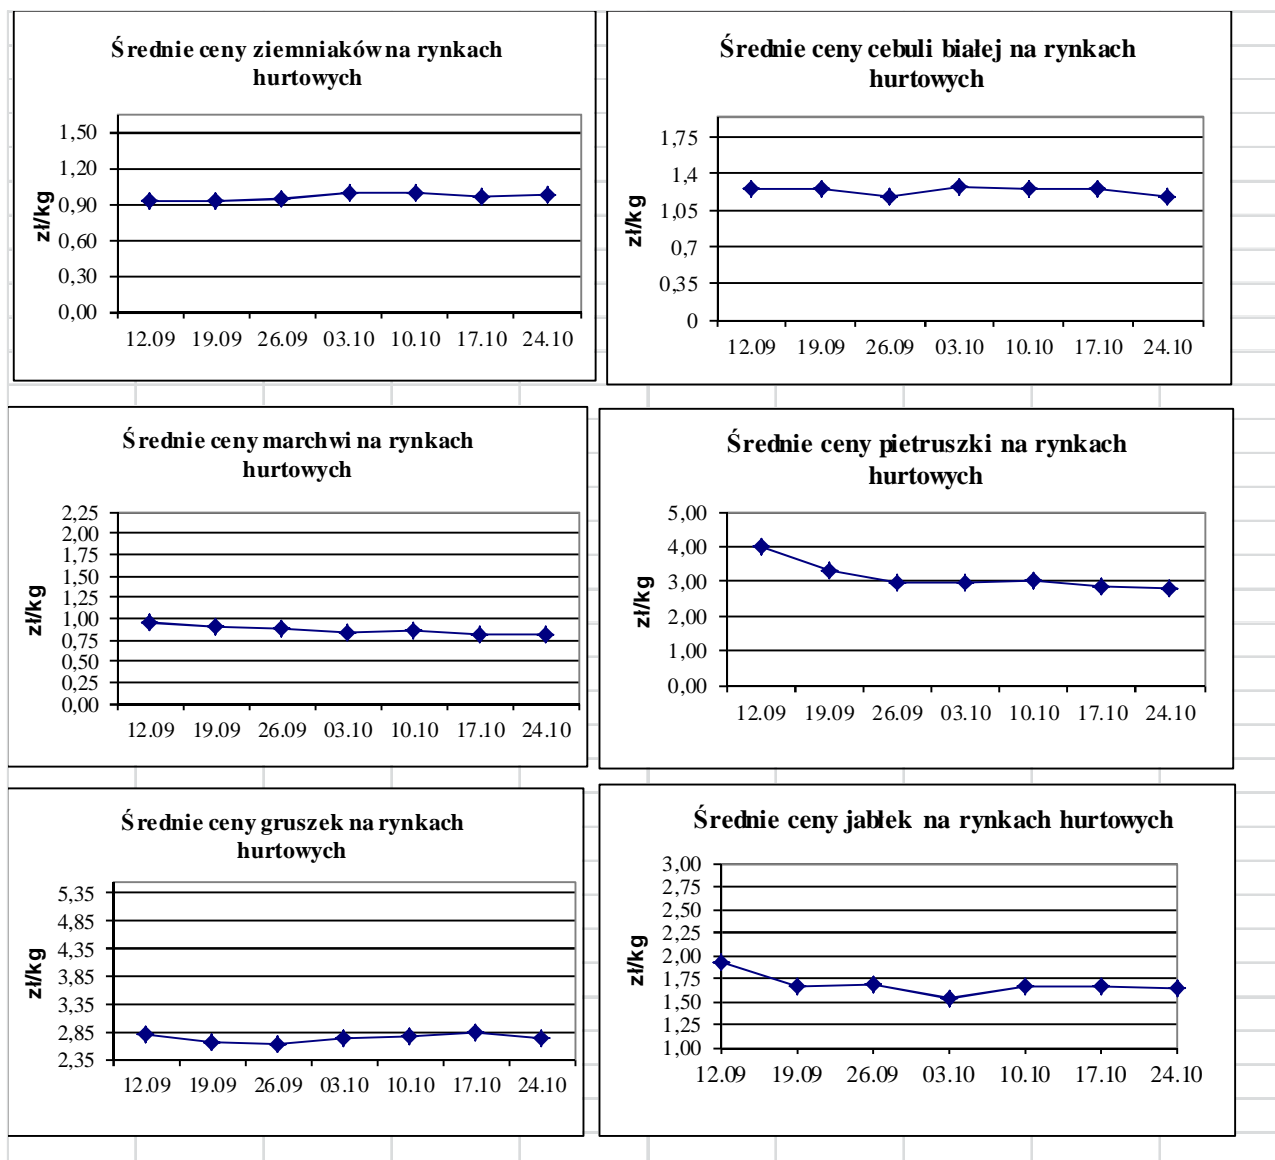 Średnie ceny ziemniaków na rynkach
hurtowych
zł/kg
1,50
1,20
0,90
0,60
0,30
0,00
12.09 19.09 26.09 03.10 10.10 17.10 24.10
Średnie ceny cebuli białej na rynkach
hurtowych
zł/kg
1,75
1,4
1,05
0,7
0,35
0
12.09 19.09 26.09 03.10 10.10 17.10 24.10
Średnie ceny marchwi na rynkach
hurtowych
zł/kg
2,25
2,00
1,75
1,50
1,25
1,00
0,75
0,50
0,25
0,00
12.09 19.09 26.09 03.10 10.10 17.10 24.10
Średnie ceny pietruszki na rynkach
hurtowych
zł/kg
5,00
4,00
3,00
2,00
1,00
0,00
12.09 19.09 26.09 03.10 10.10 17.10 24.10
Średnie ceny gruszek na rynkach
hurtowych
zł/kg
5,35
4,85
4,35
3,85
3,35
2,85
2,35
12.09 19.09 26.09 03.10 10.10 17.10 24.10
Średnie ceny jabłek na rynkach hurtowych
zł/kg
3,00
2,75
2,50
2,25
2,00
1,75
1,50
1,25
1,00
12.09 19.09 26.09 03.10 10.10 17.10 24.10